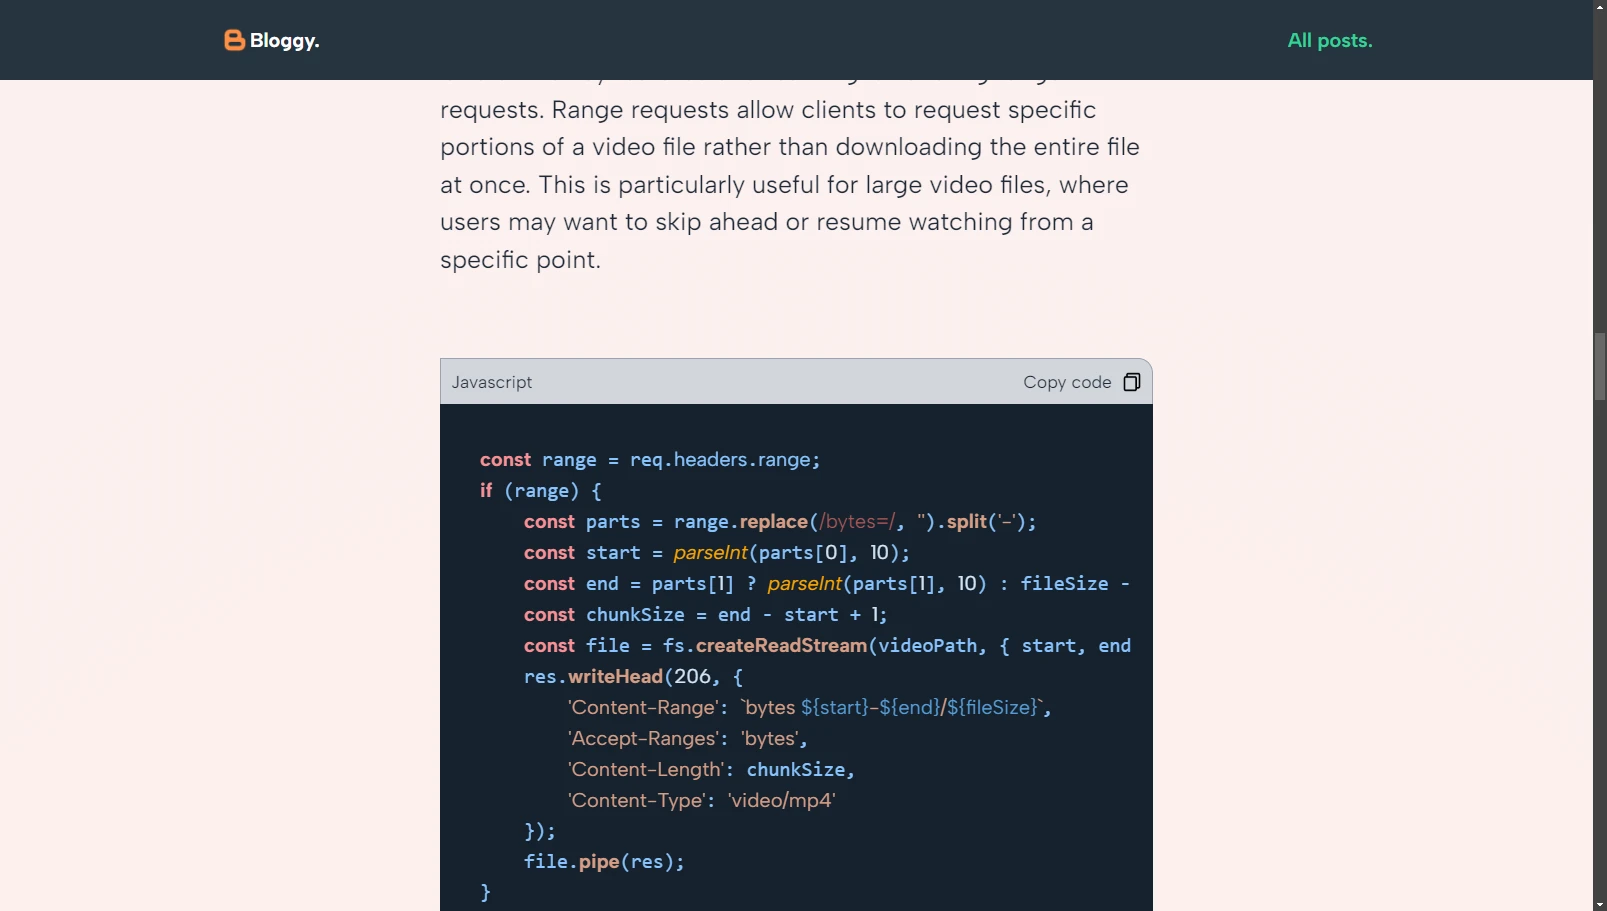 Bloggy.
All posts.
requests. Range requests allow clients to request specific
portions of a video file rather than downloading the entire file
at once. This is particularly useful for large video files, where
users may want to skip ahead or resume watching from a
specific point.
Javascript
Copy code
const range = req.headers.range;
if (range) {
    const parts = range.replace(/bytes=/, '').split('-');
    const start = parseInt(parts[0], 10);
    const end = parts[1] ? parseInt(parts[1], 10) : fileSize -
    const chunkSize = end - start + 1;
    const file = fs.createReadStream(videoPath, { start, end
    res.writeHead(206, {
        'Content-Range': `bytes ${start}-${end}/${fileSize}`,
        'Accept-Ranges': 'bytes',
        'Content-Length': chunkSize,
        'Content-Type': 'video/mp4'
    });
    file.pipe(res);
}